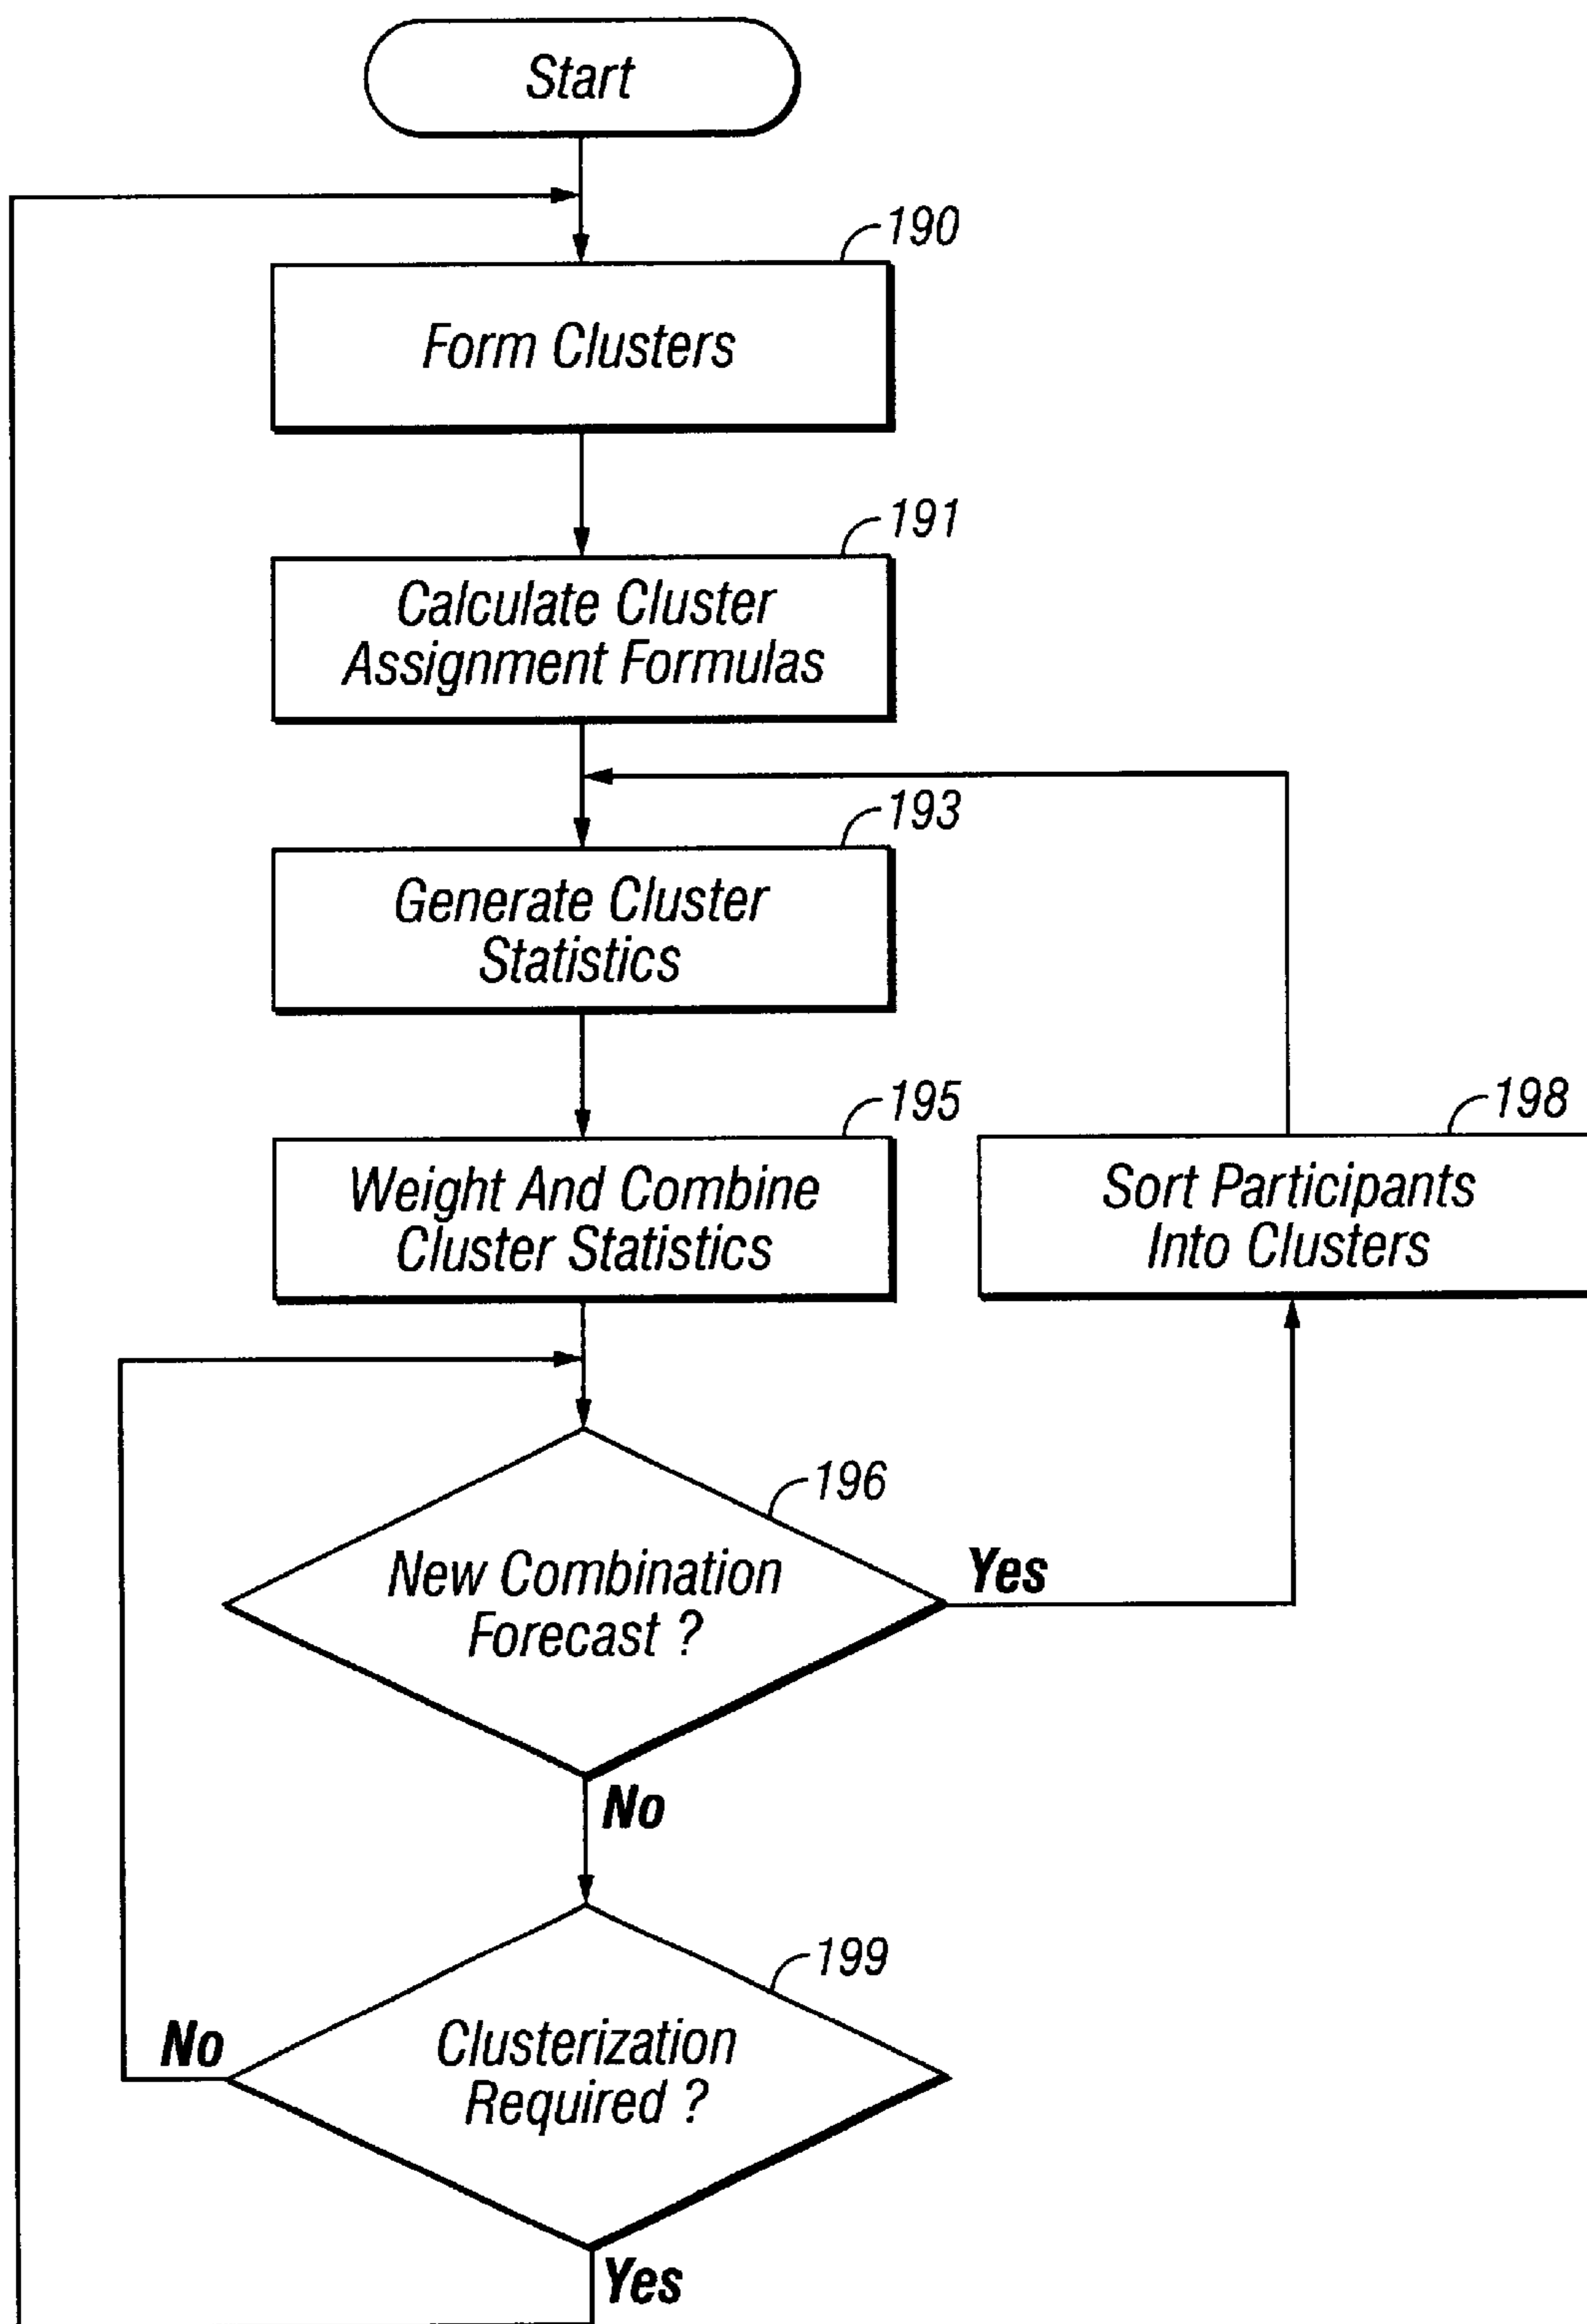 Start
190
Form Clusters
191
Calculate Cluster
Assignment Formulas
193
Generate Cluster
Statistics
195
Weight And Combine
Cluster Statistics
198
Sort Participants
Into Clusters
196
New Combination
Forecast ?
Yes
No
199
Clusterization
Required ?
No
Yes